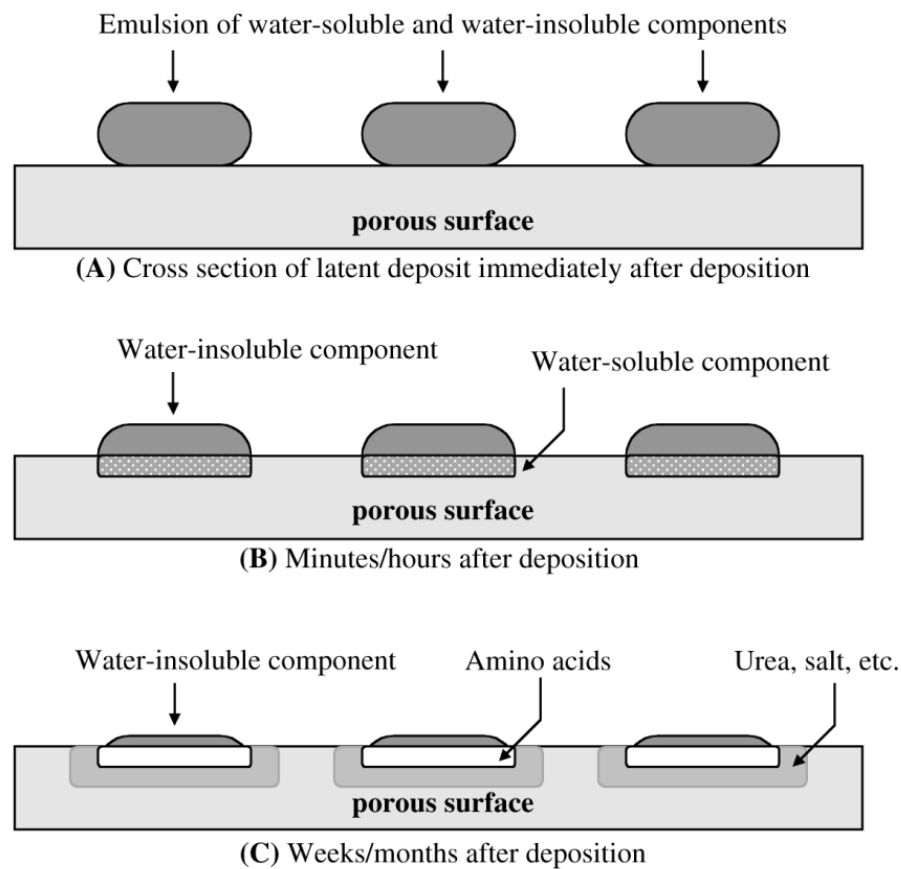 Emulsion of water-soluble and water-insoluble components
porous surface
(A) Cross section of latent deposit immediately after deposition
Water-insoluble component
Water-soluble component
porous surface
(B) Minutes/hours after deposition
Water-insoluble component
Amino acids
Urea, salt, etc.
porous surface
(C) Weeks/months after deposition